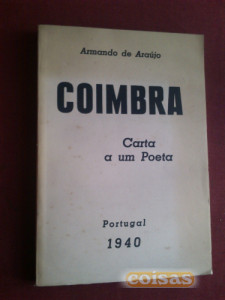 Armando de Araújo
COIMBRA
Carta
a um Poeta
Portugal
1940
coisas